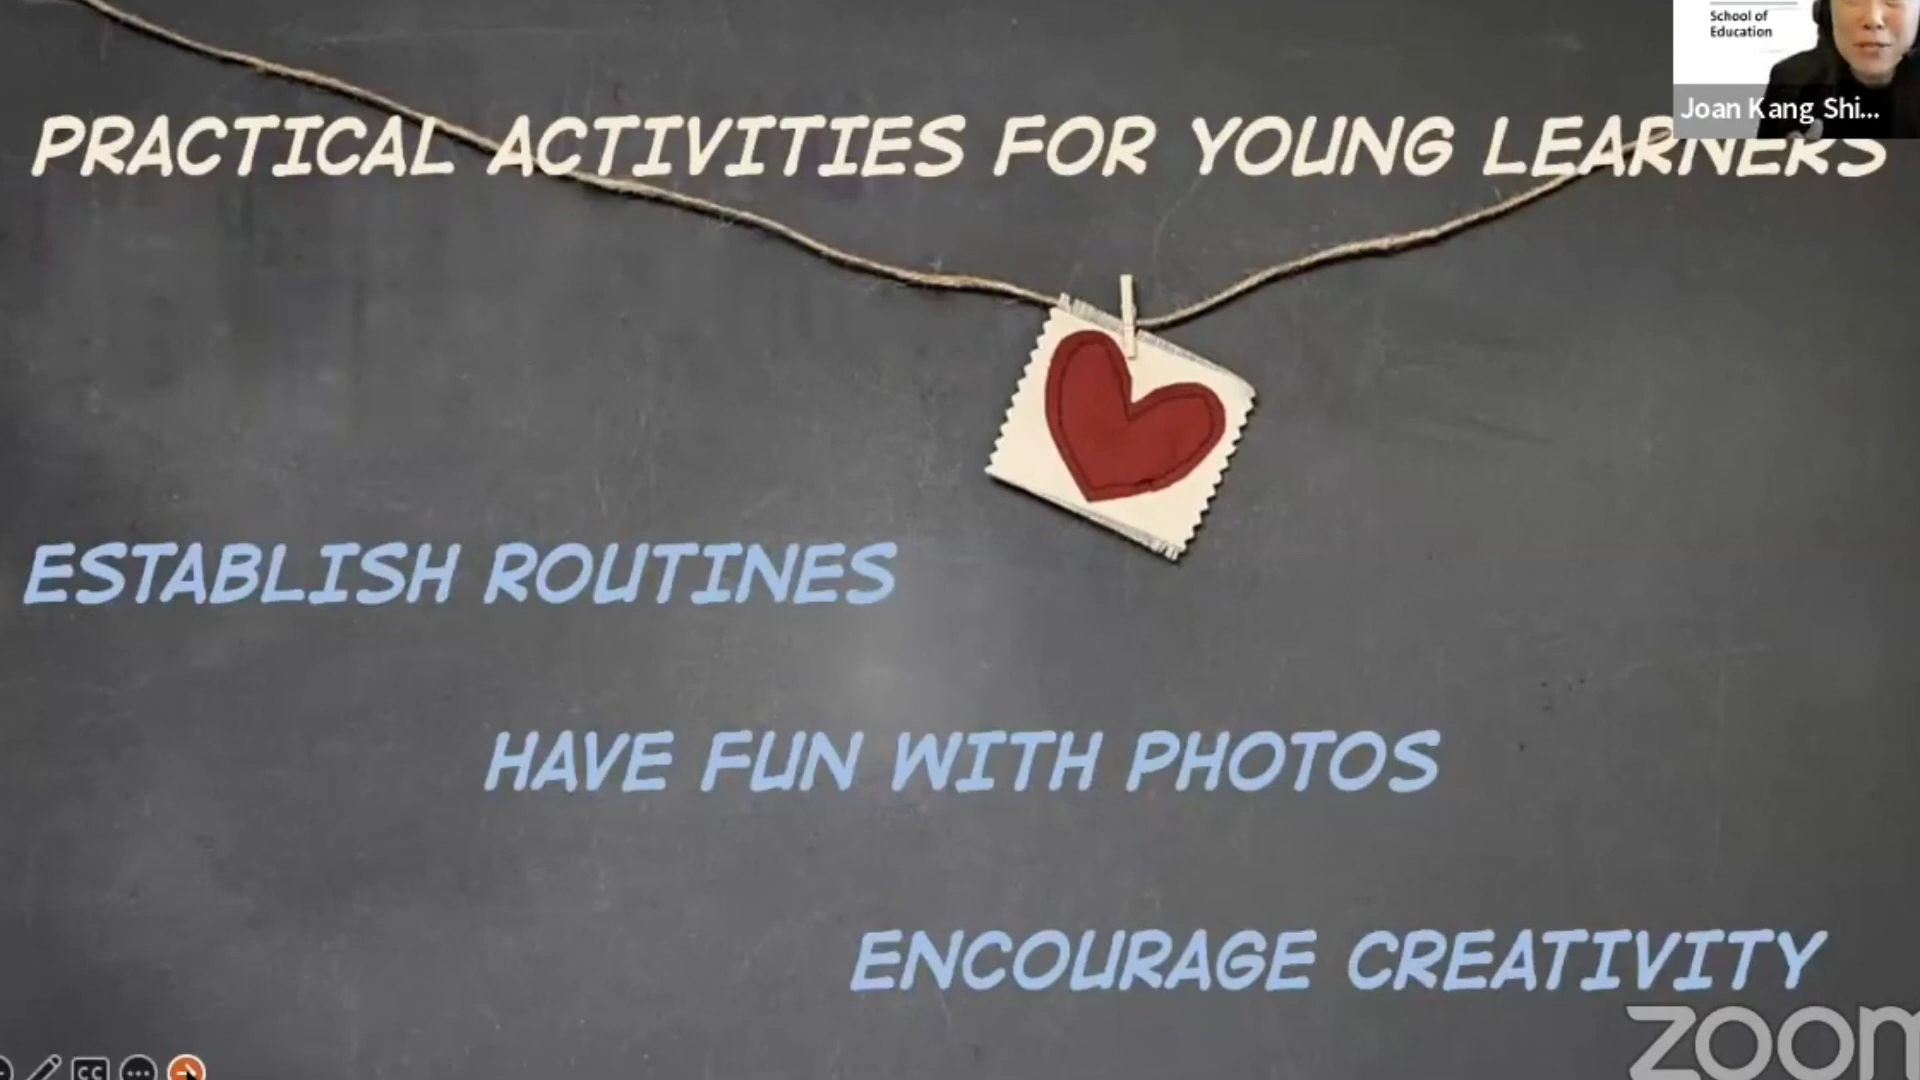 School of
Education
Joan Kang Shi...
PRACTICAL ACTIVITIES FOR YOUNG LEARNERS
ESTABLISH ROUTINES
HAVE FUN WITH PHOTOS
ENCOURAGE CREATIVITY
zoom
CC